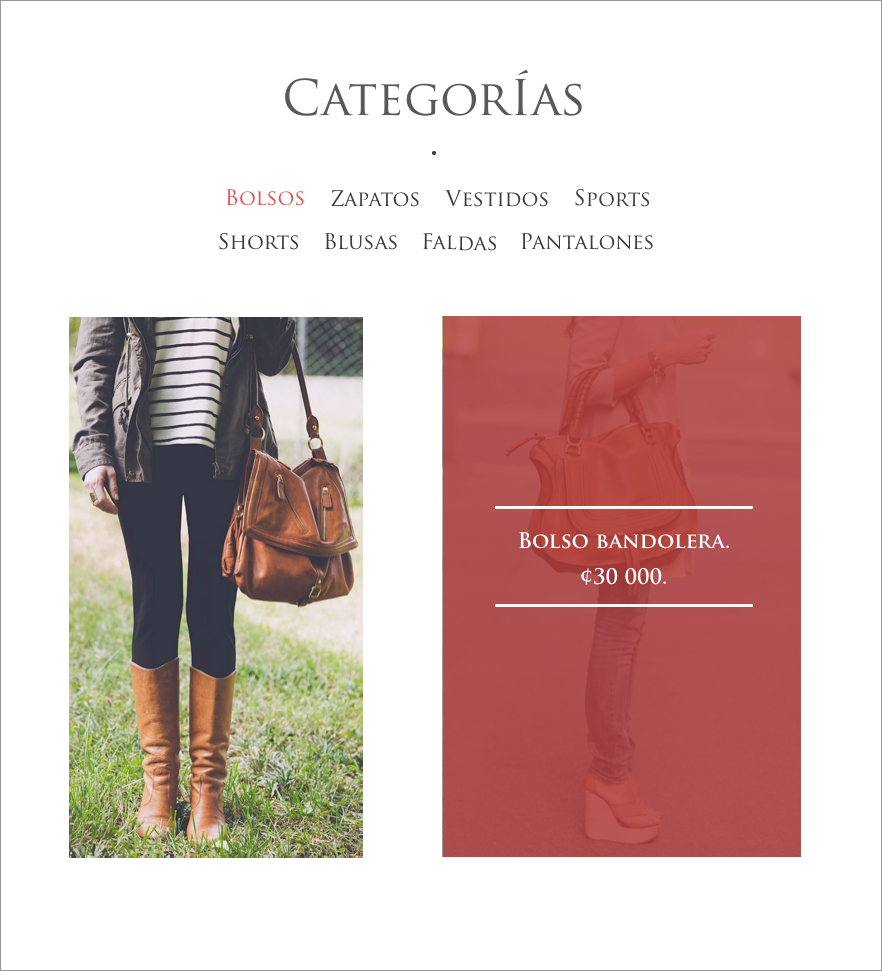 Categorías
Bolsos Zapatos Vestidos Sports
Shorts Blusas Faldas Pantalones
Bolso bandolera.
¢30 000.